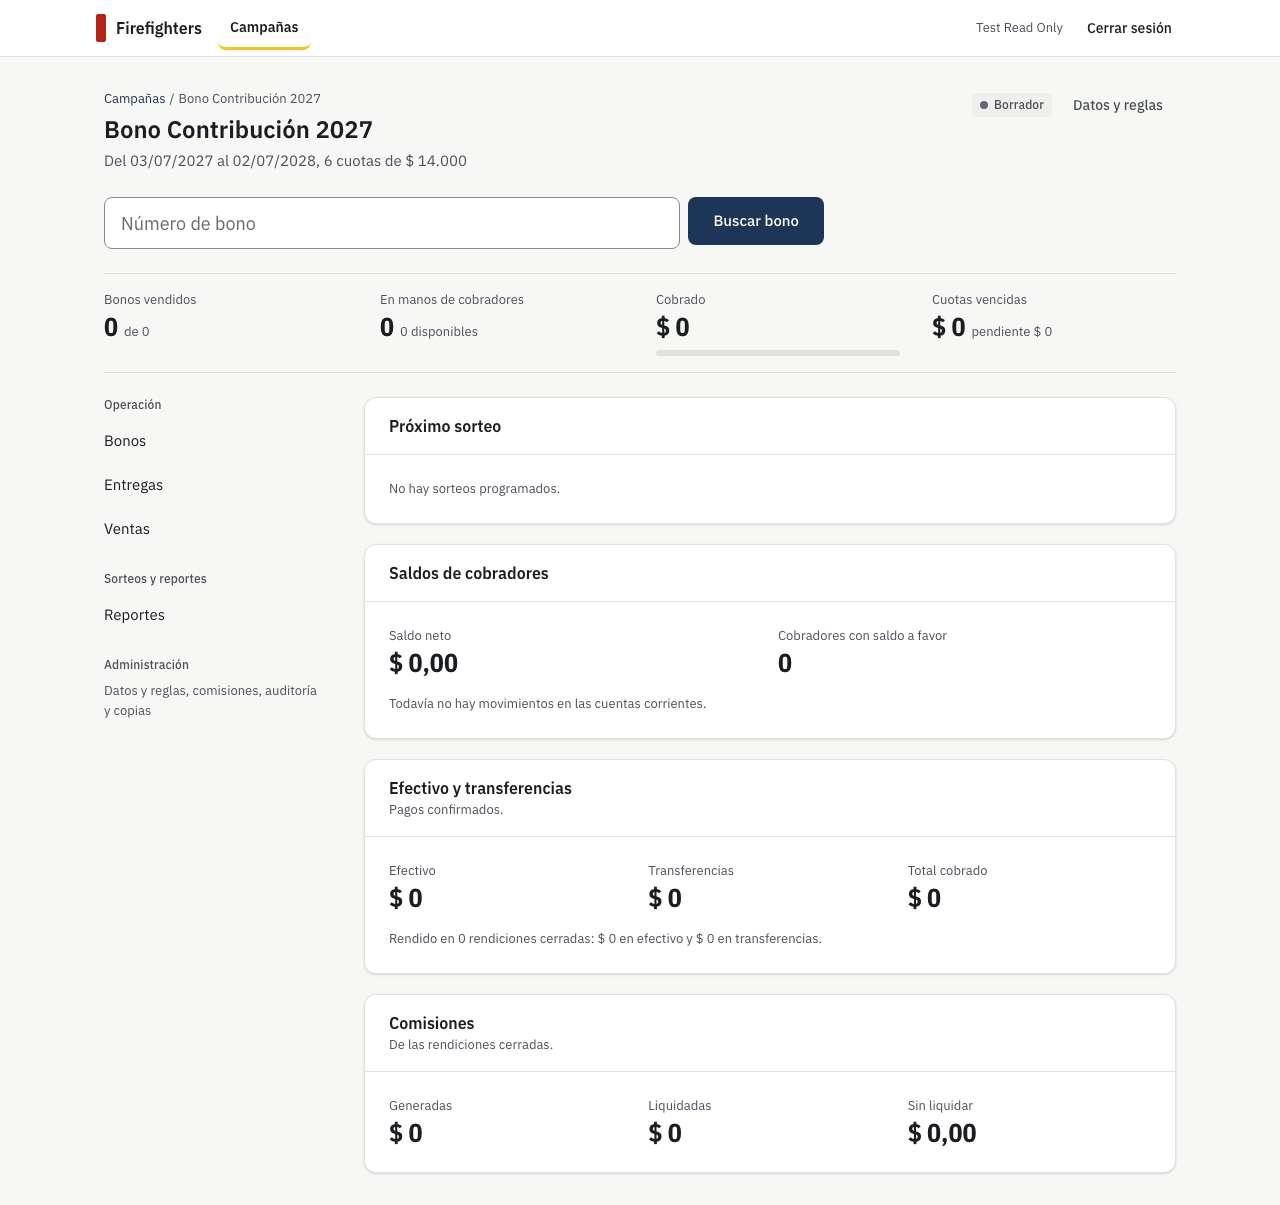 Firefighters
Campañas
Test Read Only
Cerrar sesión
Campañas / Bono Contribución 2027
Borrador
Datos y reglas
Bono Contribución 2027
Del 03/07/2027 al 02/07/2028, 6 cuotas de $ 14.000
Número de bono
Buscar bono
Bonos vendidos
0 de 0
En manos de cobradores
0 0 disponibles
Cobrado
$ 0
Cuotas vencidas
$ 0 pendiente $ 0
Operación
Bonos
Entregas
Ventas
Sorteos y reportes
Reportes
Administración
Datos y reglas, comisiones, auditoría
y copias
Próximo sorteo
No hay sorteos programados.
Saldos de cobradores
Saldo neto
$ 0,00
Cobradores con saldo a favor
0
Todavía no hay movimientos en las cuentas corrientes.
Efectivo y transferencias
Pagos confirmados.
Efectivo
$ 0
Transferencias
$ 0
Total cobrado
$ 0
Rendido en 0 rendiciones cerradas: $ 0 en efectivo y $ 0 en transferencias.
Comisiones
De las rendiciones cerradas.
Generadas
$ 0
Liquidadas
$ 0
Sin liquidar
$ 0,00